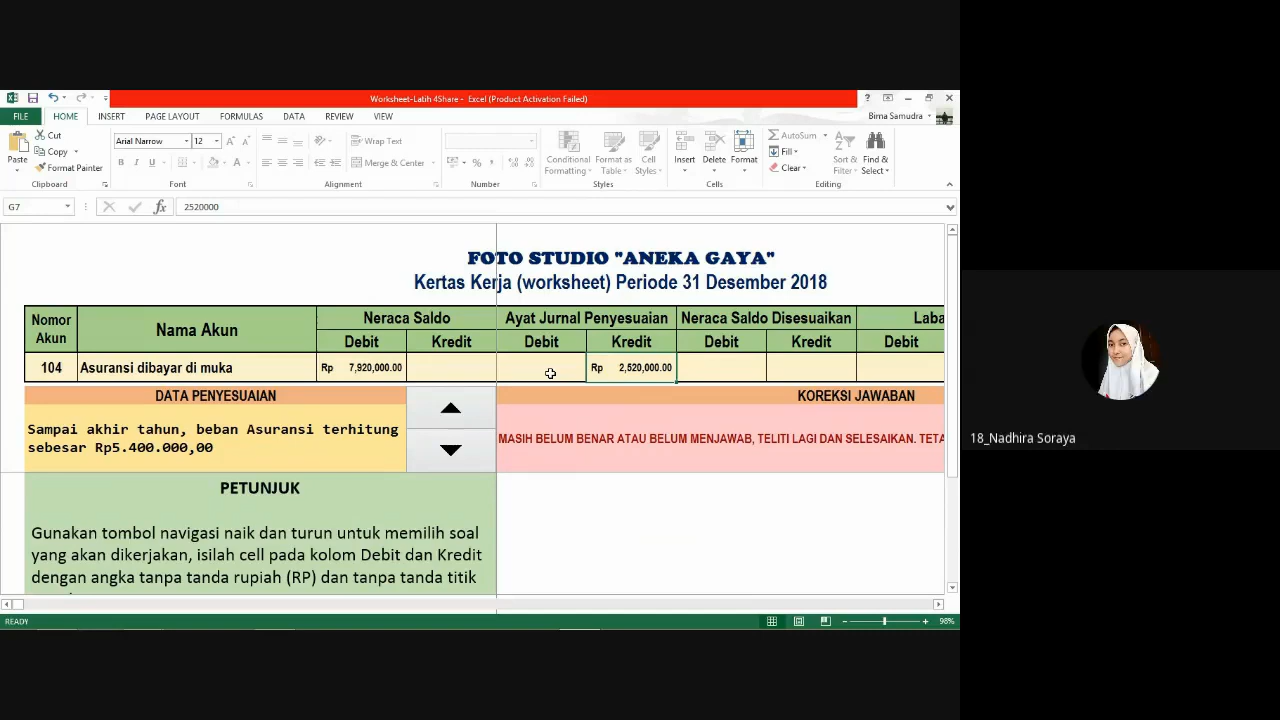 Worksheet-Latih 4Share - Excel (Product Activation Failed)
FILE HOME INSERT PAGE LAYOUT FORMULAS DATA REVIEW VIEW
Bima Samudra
Paste
Cut
Copy
Format Painter
Clipboard
Arial Narrow 12
B I U
Font
Wrap Text
Merge & Center
Alignment
%
Number
Conditional Formatting
Format as Table
Cell Styles
Styles
Insert
Delete
Format
Cells
AutoSum
Fill
Clear
Sort & Filter
Find & Select
Editing
G7
fx
2520000
FOTO STUDIO "ANEKA GAYA"
Kertas Kerja (worksheet) Periode 31 Desember 2018
Nomor Akun
Nama Akun
Neraca Saldo
Ayat Jurnal Penyesuaian
Neraca Saldo Disesuaikan
Laba
Debit Kredit Debit Kredit Debit Kredit Debit
104 Asuransi dibayar di muka Rp 7,920,000.00 Rp 2,520,000.00
DATA PENYESUAIAN
Sampai akhir tahun, beban Asuransi terhitung
sebesar Rp5.400.000,00
KOREKSI JAWABAN
MASIH BELUM BENAR ATAU BELUM MENJAWAB, TELITI LAGI DAN SELESAIKAN. TETA
PETUNJUK
Gunakan tombol navigasi naik dan turun untuk memilih soal
yang akan dikerjakan, isilah cell pada kolom Debit dan Kredit
dengan angka tanpa tanda rupiah (RP) dan tanpa tanda titik
READY
98%
18_Nadhira Soraya